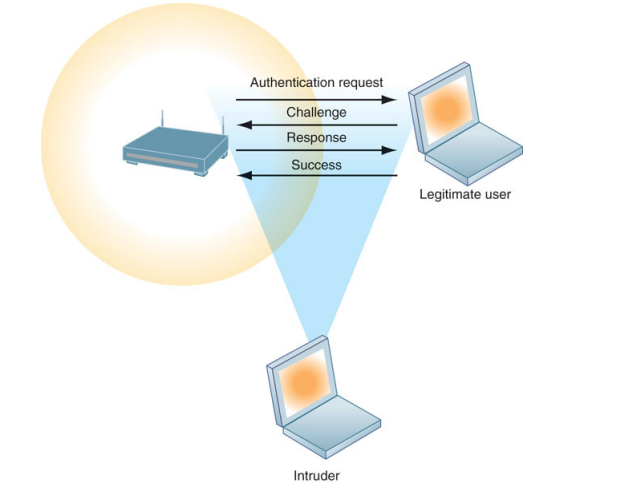 Authentication request
Challenge
Response
Success
Legitimate user
Intruder